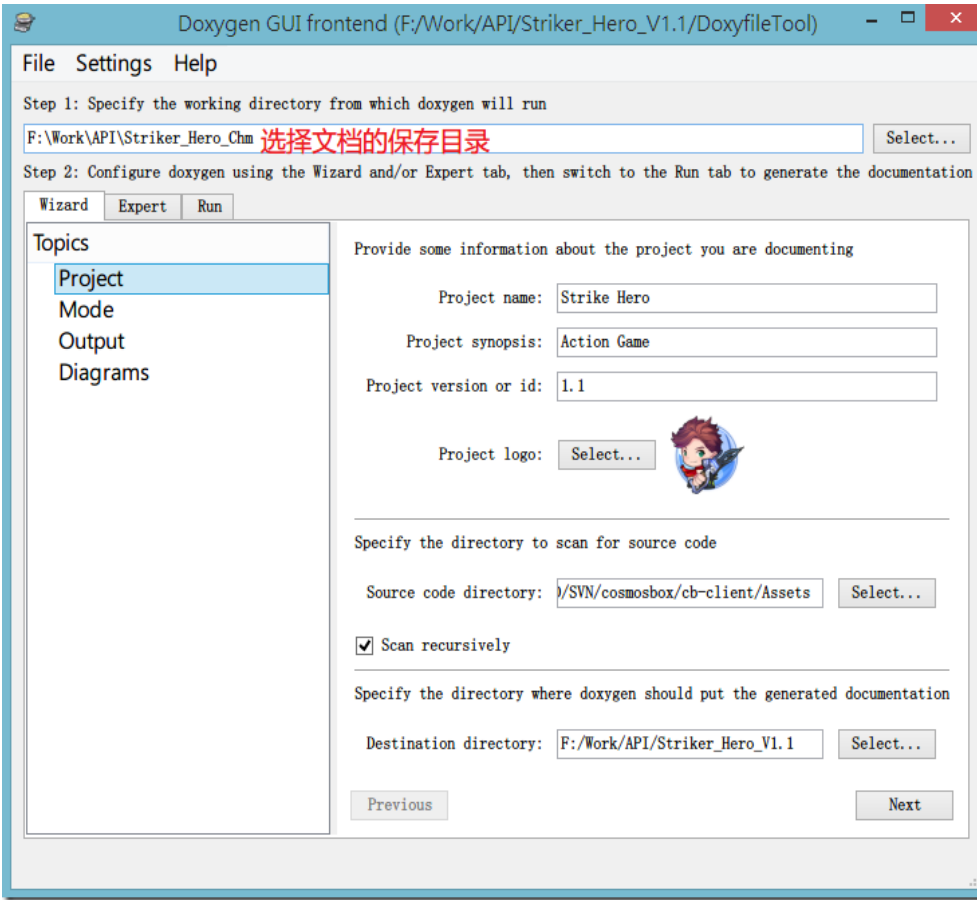 Doxygen GUI frontend (F:/Work/API/Striker_Hero_V1.1/DoxyfileTool)
File Settings Help
Step 1: Specify the working directory from which doxygen will run
F:\Work\API\Striker_Hero_Chm 选择文档的保存目录 Select...
Step 2: Configure doxygen using the Wizard and/or Expert tab, then switch to the Run tab to generate the documentation
Wizard Expert Run
Topics
Project
Mode
Output
Diagrams
Provide some information about the project you are documenting
Project name: Strike Hero
Project synopsis: Action Game
Project version or id: 1.1
Project logo: Select...
Specify the directory to scan for source code
Source code directory: /SVN/cosmosbox/cb-client/Assets Select...
Scan recursively
Specify the directory where doxygen should put the generated documentation
Destination directory: F:/Work/API/Striker_Hero_V1.1 Select...
Previous Next